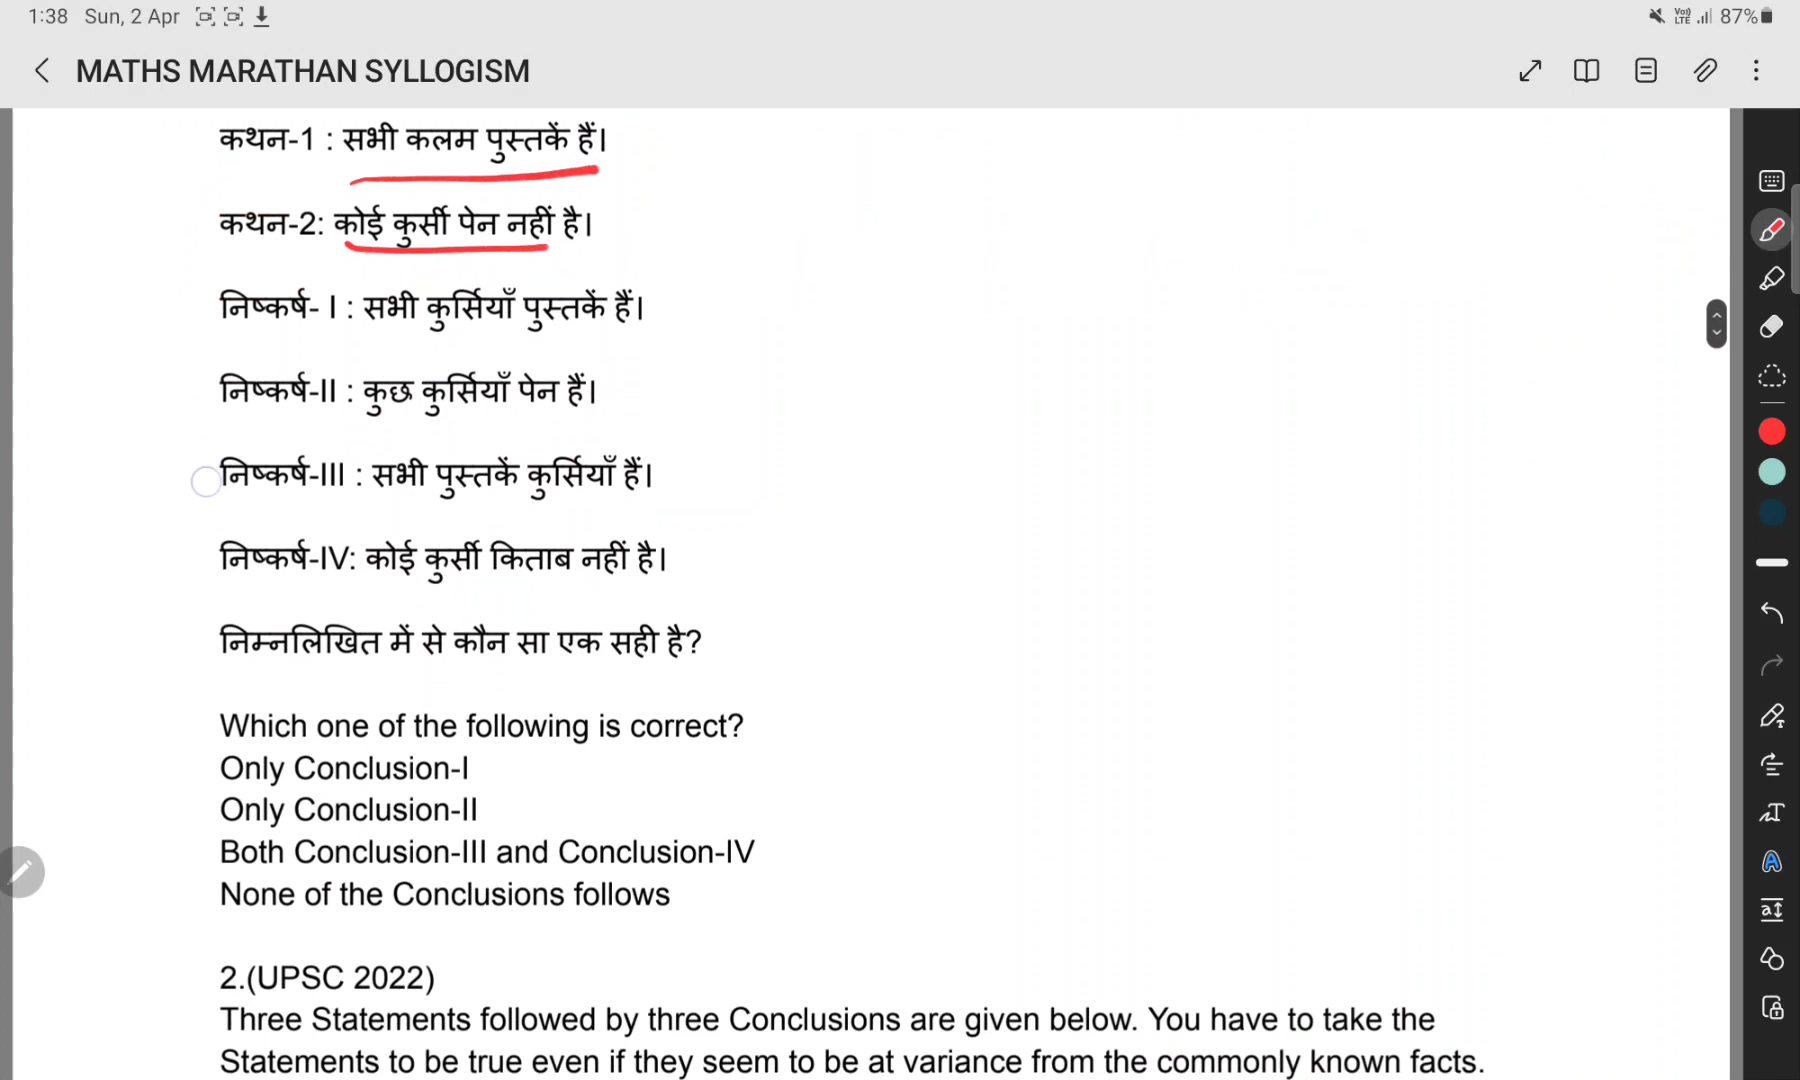 1:38 Sun, 2 Apr
Vo) LTE 87%
MATHS MARATHAN SYLLOGISM
कथन-1 : सभी कलम पुस्तकें हैं।
कथन-2: कोई कुर्सी पेन नहीं है।
निष्कर्ष- I : सभी कुर्सियाँ पुस्तकें हैं।
निष्कर्ष-II : कुछ कुर्सियाँ पेन हैं।
निष्कर्ष-III : सभी पुस्तकें कुर्सियाँ हैं।
निष्कर्ष-IV: कोई कुर्सी किताब नहीं है।
निम्नलिखित में से कौन सा एक सही है?
Which one of the following is correct?
Only Conclusion-I
Only Conclusion-II
Both Conclusion-III and Conclusion-IV
None of the Conclusions follows
2.(UPSC 2022)
Three Statements followed by three Conclusions are given below. You have to take the
Statements to be true even if they seem to be at variance from the commonly known facts.